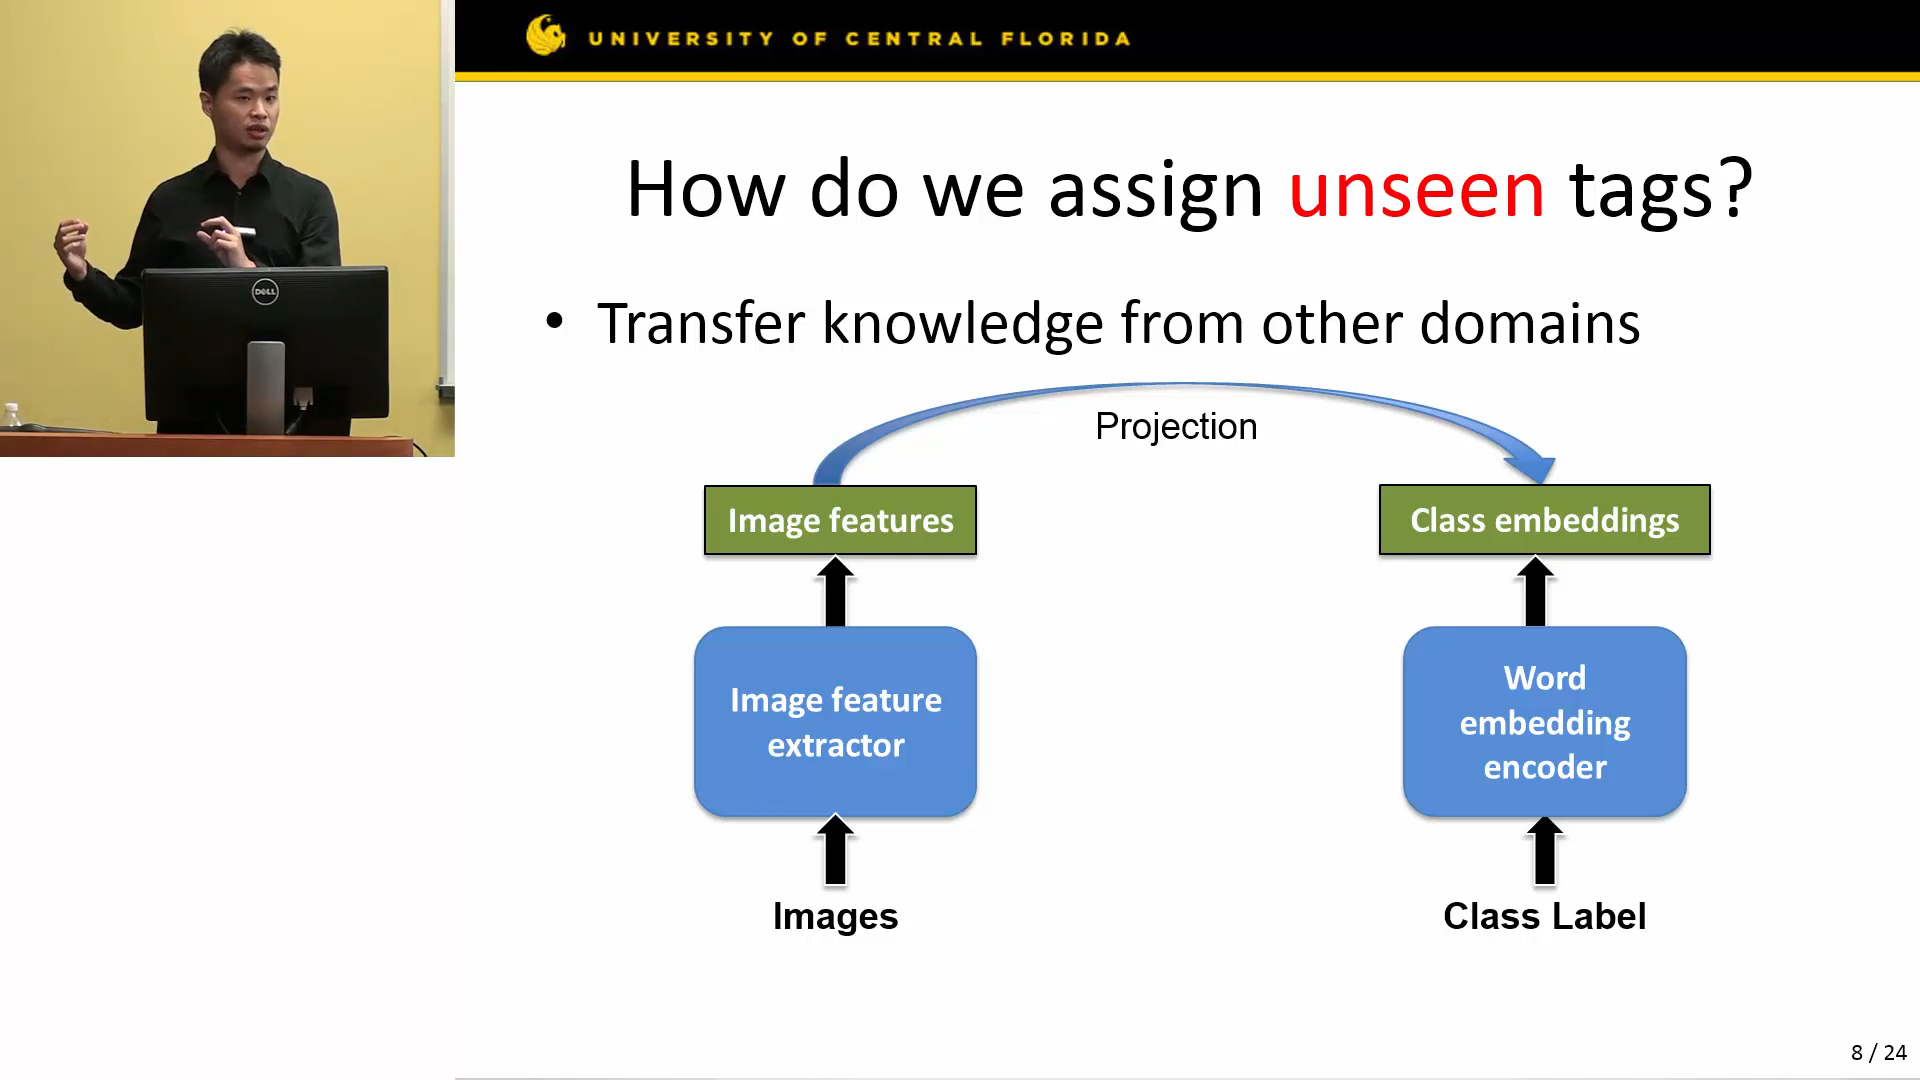 UNIVERSITY OF CENTRAL FLORIDA
How do we assign unseen tags?
• Transfer knowledge from other domains
Projection
Image features
Class embeddings
Image feature
extractor
Word
embedding
encoder
Images
Class Label
8 / 24
DELL